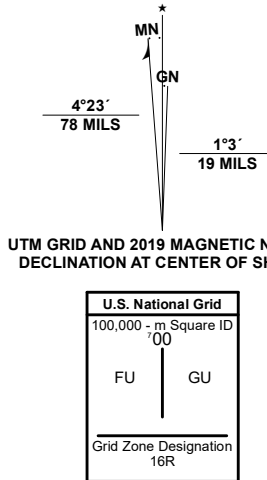 ★
MN
GN
4°23´
78 MILS
1°3´
19 MILS
UTM GRID AND 2019 MAGNETIC N
DECLINATION AT CENTER OF SH
U.S. National Grid
100,000 - m Square ID
⁷00
FU GU
Grid Zone Designation
16R